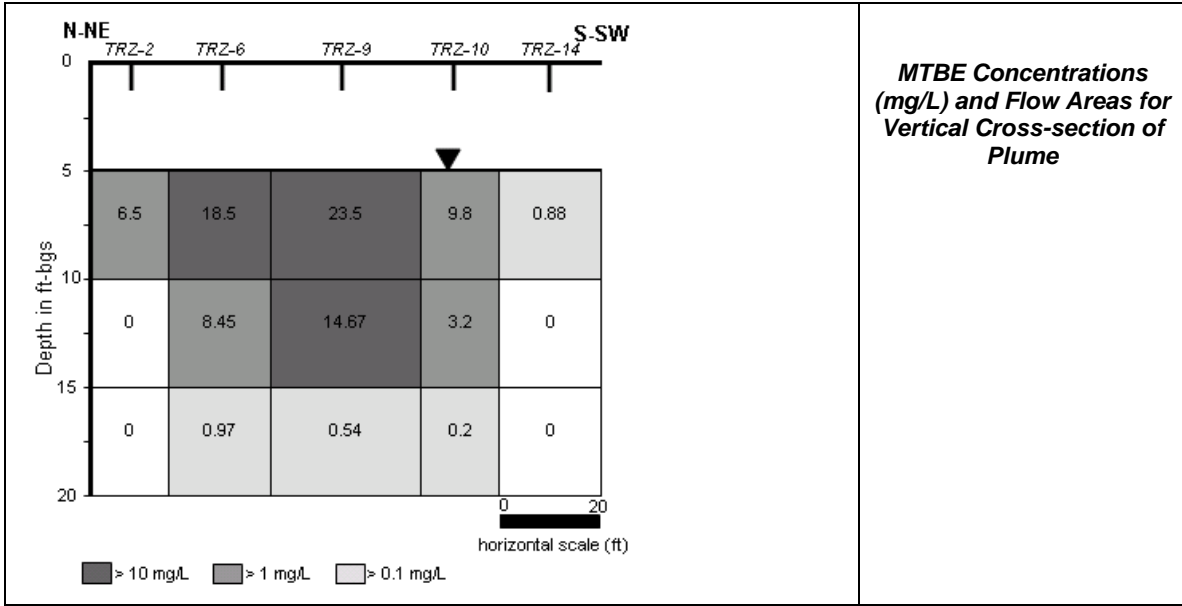 N-NE
S-SW
TRZ-2 TRZ-6 TRZ-9 TRZ-10 TRZ-14
0
5
6.5 18.5 23.5 9.8 0.88
10
0 8.45 14.67 3.2 0
15
0 0.97 0.54 0.2 0
20
Depth in ft-bgs
0 20
horizontal scale (ft)
> 10 mg/L > 1 mg/L > 0.1 mg/L
MTBE Concentrations
(mg/L) and Flow Areas for
Vertical Cross-section of
Plume